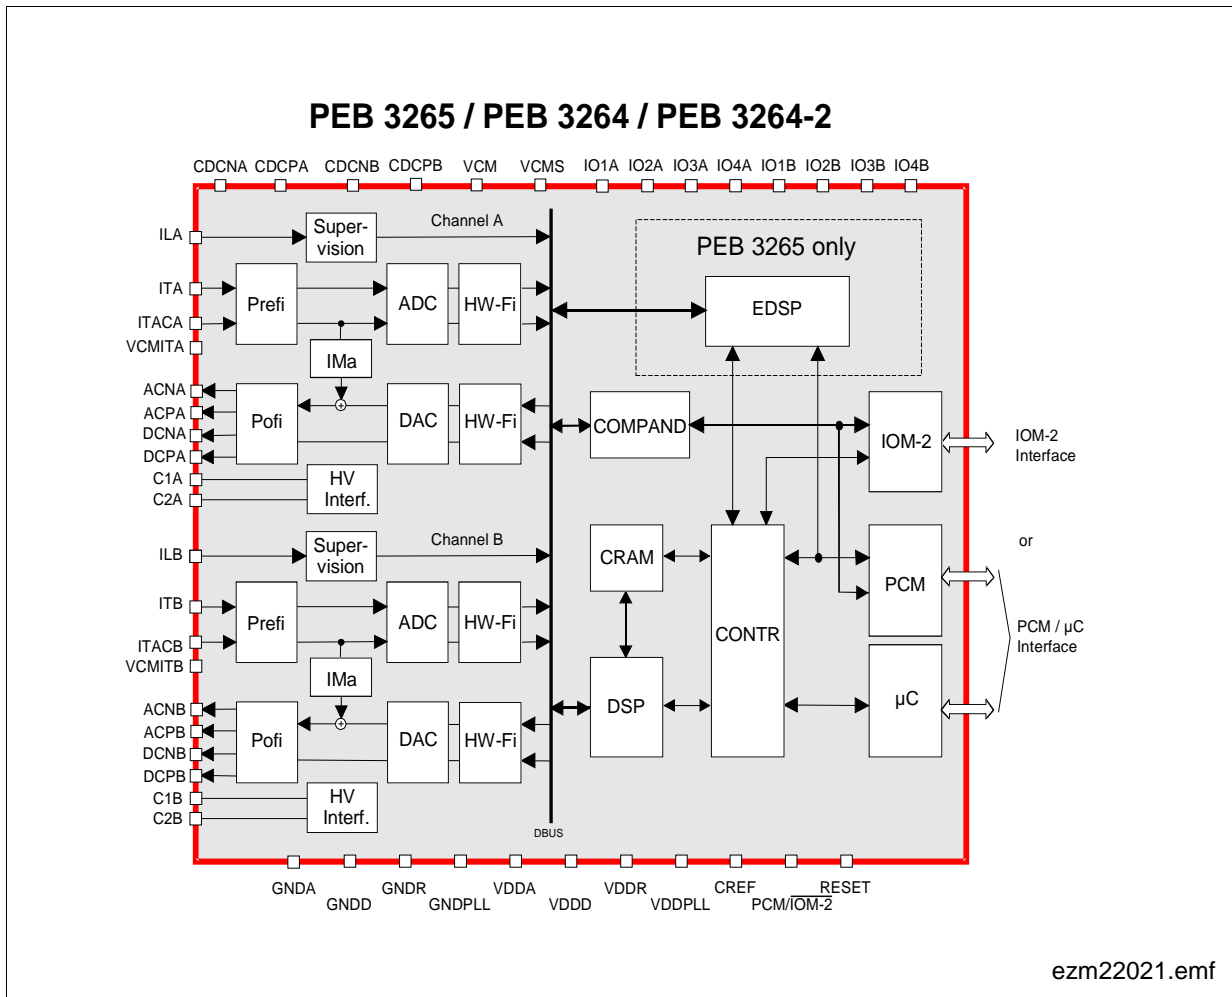 PEB 3265 / PEB 3264 / PEB 3264-2
CDCNA
CDCPA
CDCNB
CDCPB
VCM
VCMS
IO1A
IO2A
IO3A
IO4A
IO1B
IO2B
IO3B
IO4B
ILA
Super-
vision
Channel A
PEB 3265 only
ITA
ITACA
VCMITA
Prefi
ADC
HW-Fi
EDSP
IMa
ACNA
ACPA
DCNA
DCPA
Pofi
+
DAC
HW-Fi
COMPAND
IOM-2
IOM-2
Interface
C1A
C2A
HV
Interf.
ILB
Super-
vision
Channel B
CRAM
CONTR
PCM
or
ITB
ITACB
VCMITB
Prefi
ADC
HW-Fi
PCM / µC
Interface
IMa
DSP
µC
ACNB
ACPB
DCNB
DCPB
Pofi
+
DAC
HW-Fi
C1B
C2B
HV
Interf.
DBUS
GNDA
GNDD
GNDR
GNDPLL
VDDA
VDDD
VDDR
VDDPLL
CREF
PCM/IOM-2
RESET
ezm22021.emf